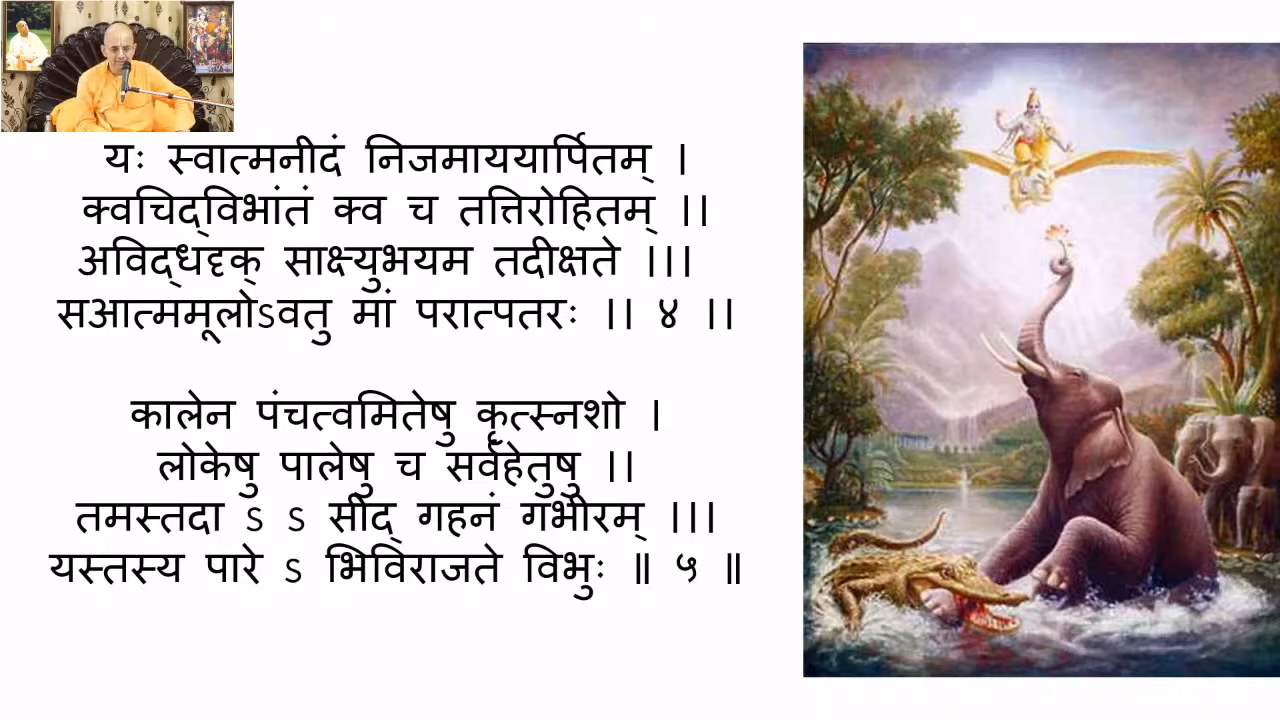 यः स्वात्मनीदं निजमाययार्पितम् ।
क्वचिद्विभांतं क्व च तत्तिरोहितम् ।।
अविद्धदृक् साक्ष्युभयम तदीक्षते ।।।
सआत्ममूलोऽवतु मां परात्पतरः ।। ४ ।।
कालेन पंचत्वमितेषु कृत्स्नशो ।
लोकेषु पालेषु च सर्वहेतुषु ।।
तमस्तदा ऽ ऽ सीद् गहनं गभीरम् ।।।
यस्तस्य पारे ऽ भिविराजते विभुः ॥ ५ ॥